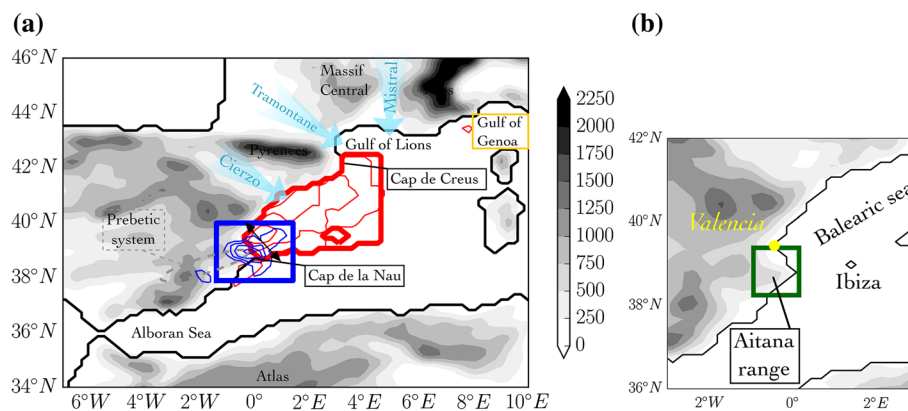 (a)
46°N
44°N
42°N
40°N
38°N
36°N
34°N
6°W
4°W
2°W
0°
2°E
4°E
6°E
8°E
10°E
Massif
Central
s
Tramontane
Mistral
Gulf of
Genoa
Gulf of Lions
Pyrenees
Cierzo
Cap de Creus
Prebetic
system
Cap de la Nau
Alboran Sea
Atlas
2250
2000
1750
1500
1250
1000
750
500
250
0
(b)
42°N
40°N
38°N
36°N
2°W
0°
2°E
Valencia
Balearic sea
Ibiza
Aitana
range